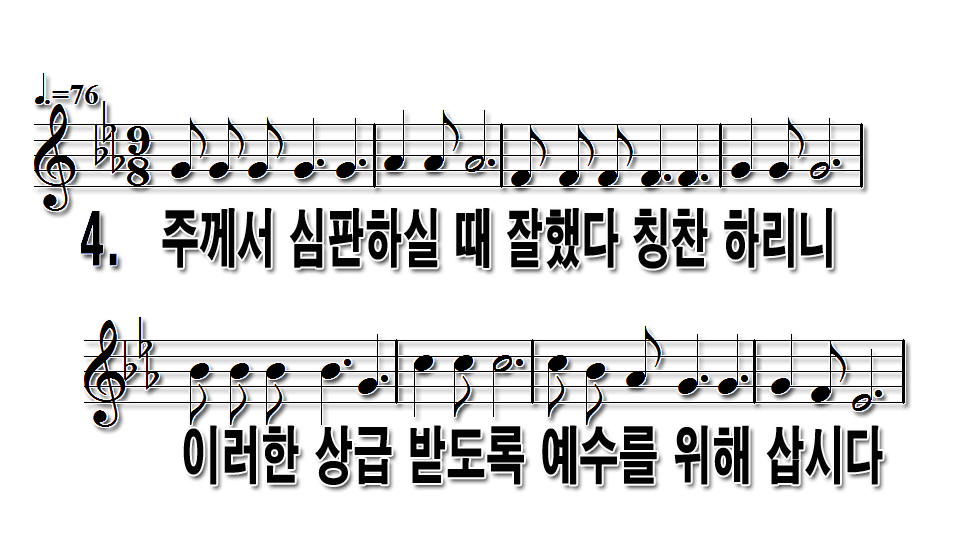 ♩.=76
9
8
4. 주께서 심판하실 때 잘했다 칭찬 하리니
이러한 상급 받도록 예수를 위해 삽시다